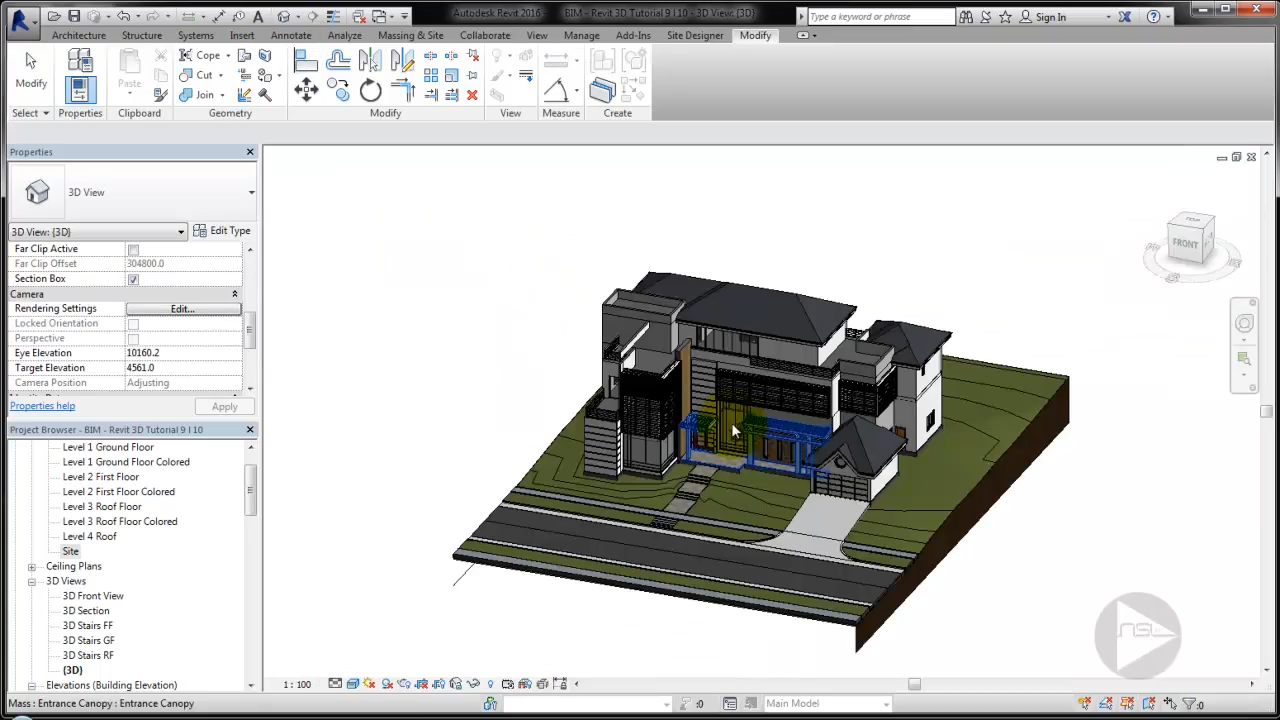 Autodesk Revit 2016 BIM - Revit 3D Tutorial 9 l 10 - 3D View: {3D}
Type a keyword or phrase
Sign In
Architecture Insert Annotate Analyze Massing & Site Collaborate View Manage Add-Ins Site Designer Modify
Modify Paste Cope Cut Join
Select Properties Clipboard Geometry Modify View Measure Create
Properties
3D View
3D View: {3D} Edit Type
Far Clip Active
Far Clip Offset 304800.0
Section Box
Camera
Rendering Settings Edit...
Locked Orientation
Perspective
Eye Elevation 10160.2
Target Elevation 4561.0
Camera Position Adjusting
Properties help Apply
Project Browser - BIM - Revit 3D Tutorial 9 l 10
Level 1 Ground Floor
Level 1 Ground Floor Colored
Level 2 First Floor
Level 2 First Floor Colored
Level 3 Roof Floor
Level 3 Roof Floor Colored
Level 4 Roof
Site
Ceiling Plans
3D Views
3D Front View
3D Section
3D Stairs FF
3D Stairs GF
3D Stairs RF
{3D}
Elevations (Building Elevation)
TOP
FRONT
1 : 100
Mass : Entrance Canopy : Entrance Canopy :0 Main Model :0